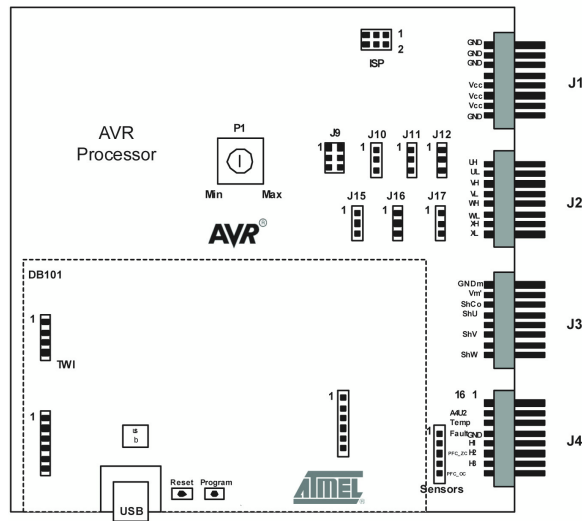 1
2
ISP
GND
GND
GND
Vcc
Vcc
Vcc
GND
J1
AVR
Processor
P1
Min
Max
J9
J10
J11
J12
1
1
1
1
J15
J16
J17
1
1
1
AVR®
UH
UL
VH
VL
WH
WL
XH
XL
J2
GNDm
Vm'
ShCo
ShU
ShV
ShW
J3
DB101
1
TWI
1
1
b
Reset
Program
USB
ATMEL®
16 1
A4U2
Temp
Fault GND
H1
PFC_ZC H2
H3
PFC_OC
1
Sensors
J4